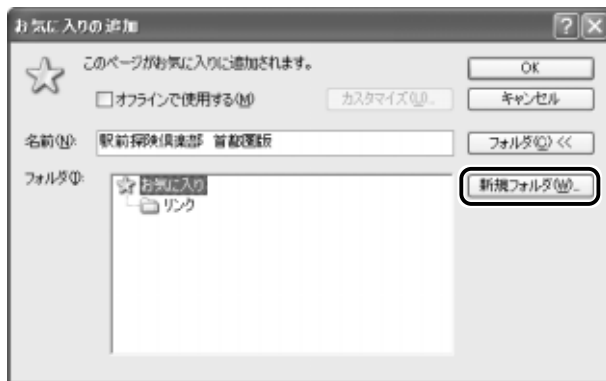 お気に入りの追加
このページがお気に入りに追加されます。
OK
オフラインで使用する(M)
カスタマイズ(U)...
キャンセル
名前(N):
駅前探険倶楽部 首都圏版
フォルダ(C) <<
フォルダ(I):
お気に入り
リンク
新規フォルダ(W)...